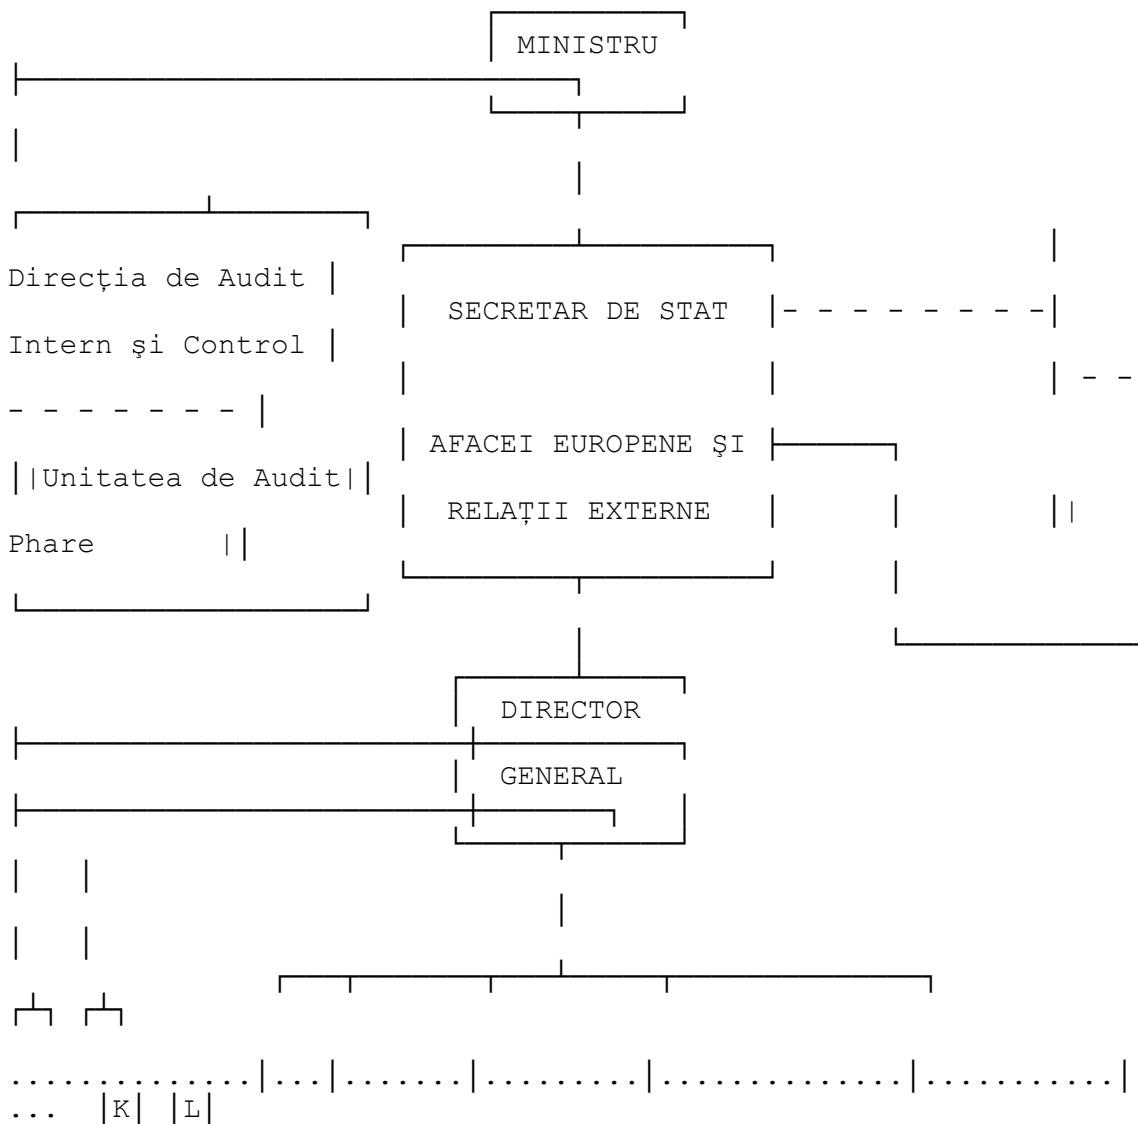 MINISTRU
Direcţia de Audit
SECRETAR DE STAT
Intern şi Control
AFACEI EUROPENE ŞI
Unitatea de Audit
RELAŢII EXTERNE
Phare
DIRECTOR
GENERAL
... K L